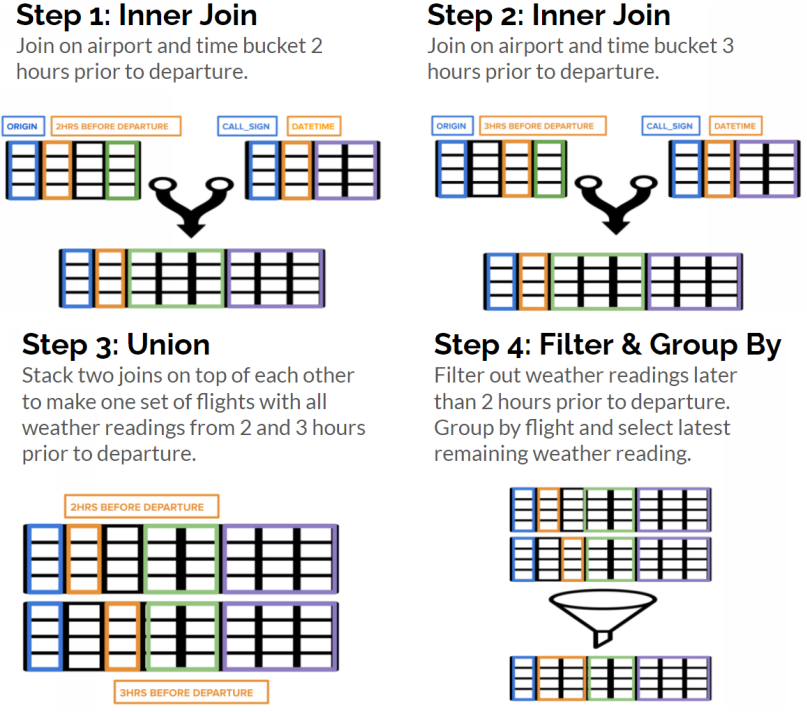 Step 1: Inner Join
Join on airport and time bucket 2
hours prior to departure.
ORIGIN
2HRS BEFORE DEPARTURE
CALL_SIGN
DATETIME
Step 2: Inner Join
Join on airport and time bucket 3
hours prior to departure.
ORIGIN
3HRS BEFORE DEPARTURE
CALL_SIGN
DATETIME
Step 3: Union
Stack two joins on top of each other
to make one set of flights with all
weather readings from 2 and 3 hours
prior to departure.
2HRS BEFORE DEPARTURE
3HRS BEFORE DEPARTURE
Step 4: Filter & Group By
Filter out weather readings later
than 2 hours prior to departure.
Group by flight and select latest
remaining weather reading.